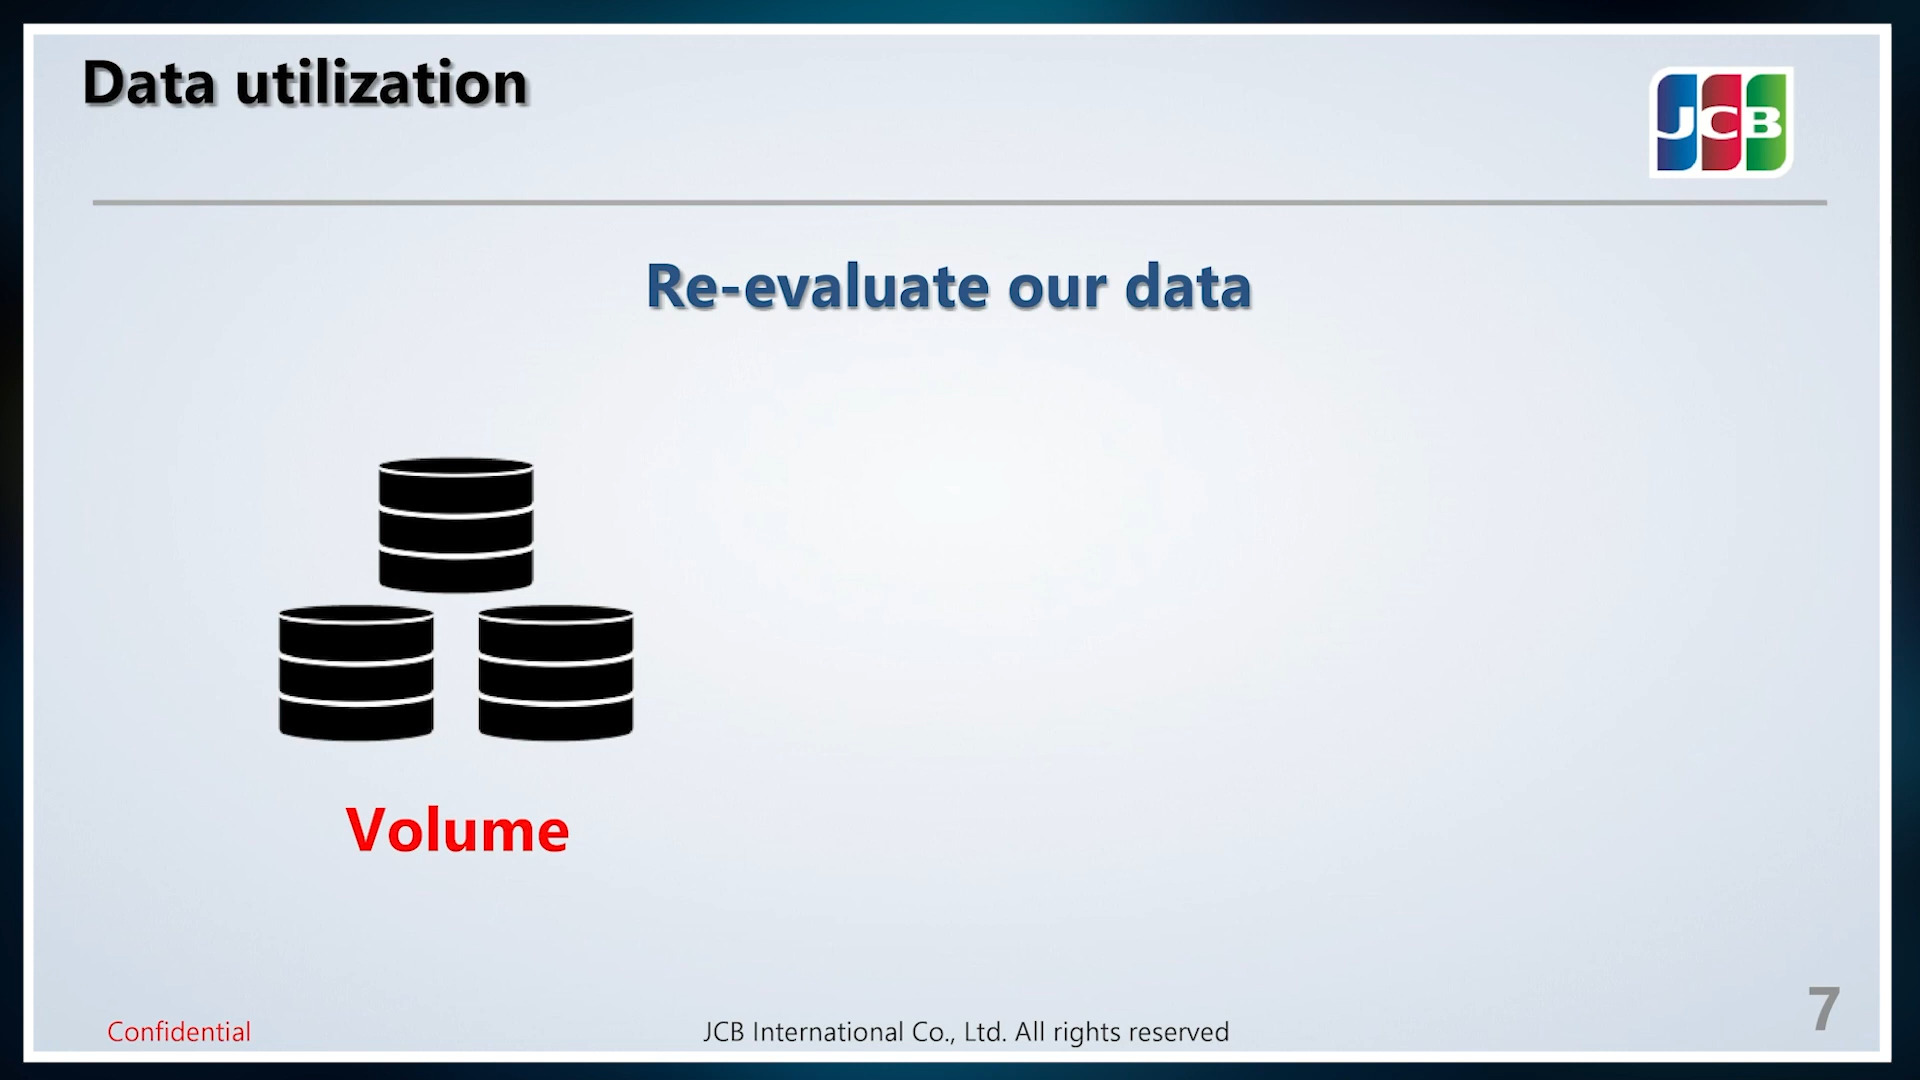 Data utilization
JCB
Re-evaluate our data
Volume
Confidential
JCB International Co., Ltd. All rights reserved
7